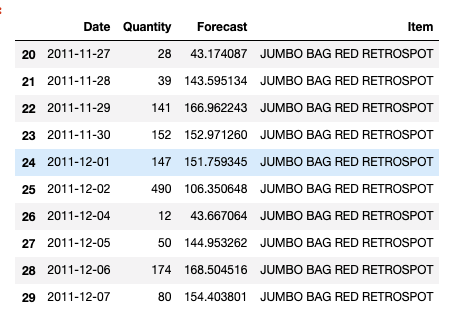 Date Quantity Forecast Item
20 2011-11-27 28 43.174087 JUMBO BAG RED RETROSPOT
21 2011-11-28 39 143.595134 JUMBO BAG RED RETROSPOT
22 2011-11-29 141 166.962243 JUMBO BAG RED RETROSPOT
23 2011-11-30 152 152.971260 JUMBO BAG RED RETROSPOT
24 2011-12-01 147 151.759345 JUMBO BAG RED RETROSPOT
25 2011-12-02 490 106.350648 JUMBO BAG RED RETROSPOT
26 2011-12-04 12 43.667064 JUMBO BAG RED RETROSPOT
27 2011-12-05 50 144.953262 JUMBO BAG RED RETROSPOT
28 2011-12-06 174 168.504516 JUMBO BAG RED RETROSPOT
29 2011-12-07 80 154.403801 JUMBO BAG RED RETROSPOT